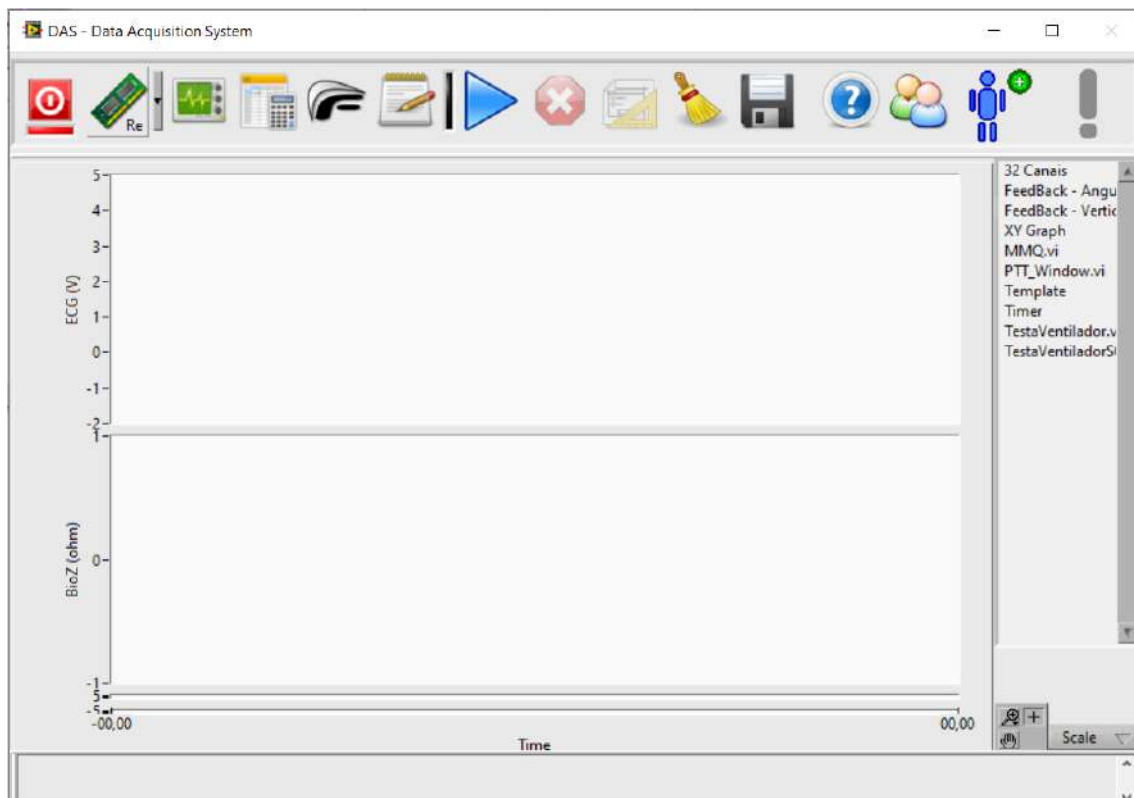 DAS - Data Acquisition System
Re
5
4
3
2
1
0
-1
-2
ECG (V)
1
0
-1
BioZ (ohm)
5
-5
-00,00
00,00
Time
32 Canais
FeedBack - Angu
FeedBack - Vertic
XY Graph
MMQ.vi
PTT_Window.vi
Template
Timer
TestaVentilador.v
TestaVentiladorS
Scale